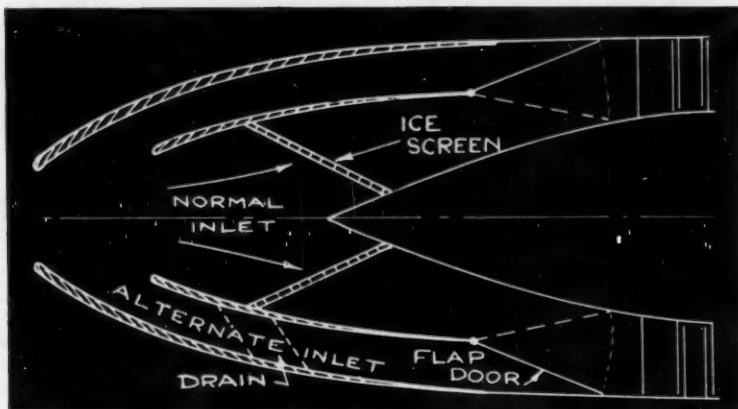 ICE
SCREEN
NORMAL
INLET
ALTERNATE INLET
DRAIN
FLAP
DOOR